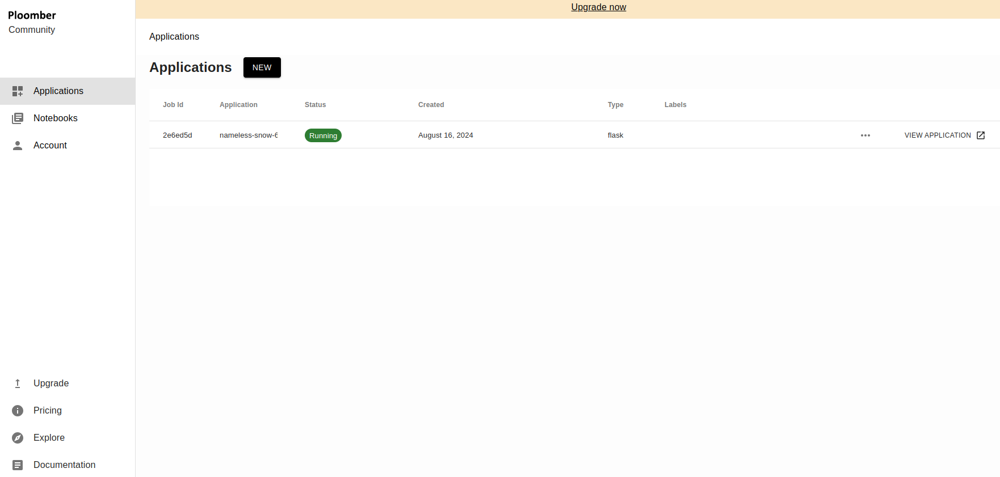 Ploomber
Community
Applications
Notebooks
Account
Upgrade
Pricing
Explore
Documentation
Upgrade now
Applications
Applications NEW
Job Id Application Status Created Type Labels
2e6ed5d nameless-snow-6 Running August 16, 2024 flask VIEW APPLICATION